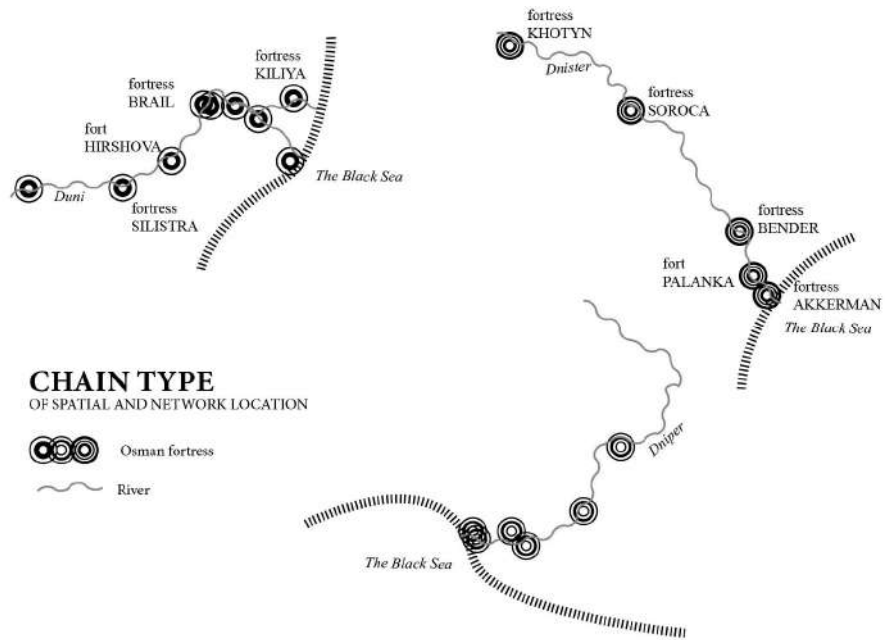 fortress
KILIYA
fortress
BRAIL
fort
HIRSHOVA
Duni
fortress
SILISTRA
The Black Sea
fortress
KHOTYN
Dnister
fortress
SOROCA
fortress
BENDER
fort
PALANKA
fortress
AKKERMAN
The Black Sea
CHAIN TYPE
OF SPATIAL AND NETWORK LOCATION
Osman fortress
River
Dniper
The Black Sea